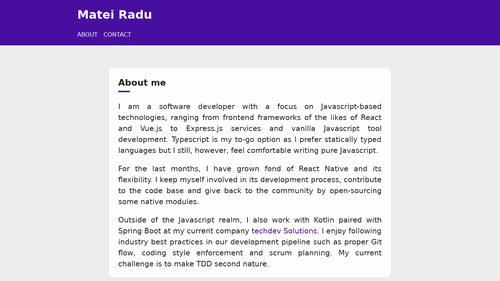 Matei Radu
ABOUT CONTACT
About me
I am a software developer with a focus on Javascript-based
technologies, ranging from frontend frameworks of the likes of React
and Vue.js to Express.js services and vanilla Javascript tool
development. Typescript is my to-go option as I prefer statically typed
languages but I still, however, feel comfortable writing pure Javascript.
For the last months, I have grown fond of React Native and its
flexibility. I keep myself involved in its development process, contribute
to the code base and give back to the community by open-sourcing
some native modules.
Outside of the Javascript realm, I also work with Kotlin paired with
Spring Boot at my current company techdev Solutions. I enjoy following
industry best practices in our development pipeline such as proper Git
flow, coding style enforcement and scrum planning. My current
challenge is to make TDD second nature.